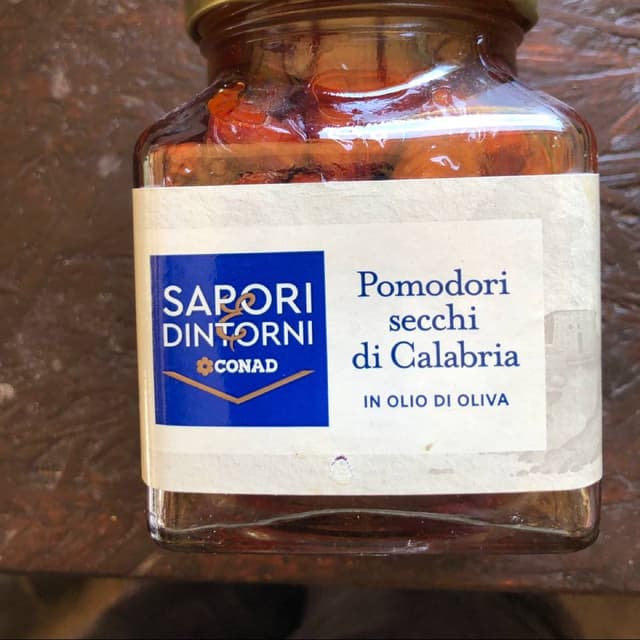 SAPORI
&
DINTORNI
CONAD
Pomodori
secchi
di Calabria
IN OLIO DI OLIVA